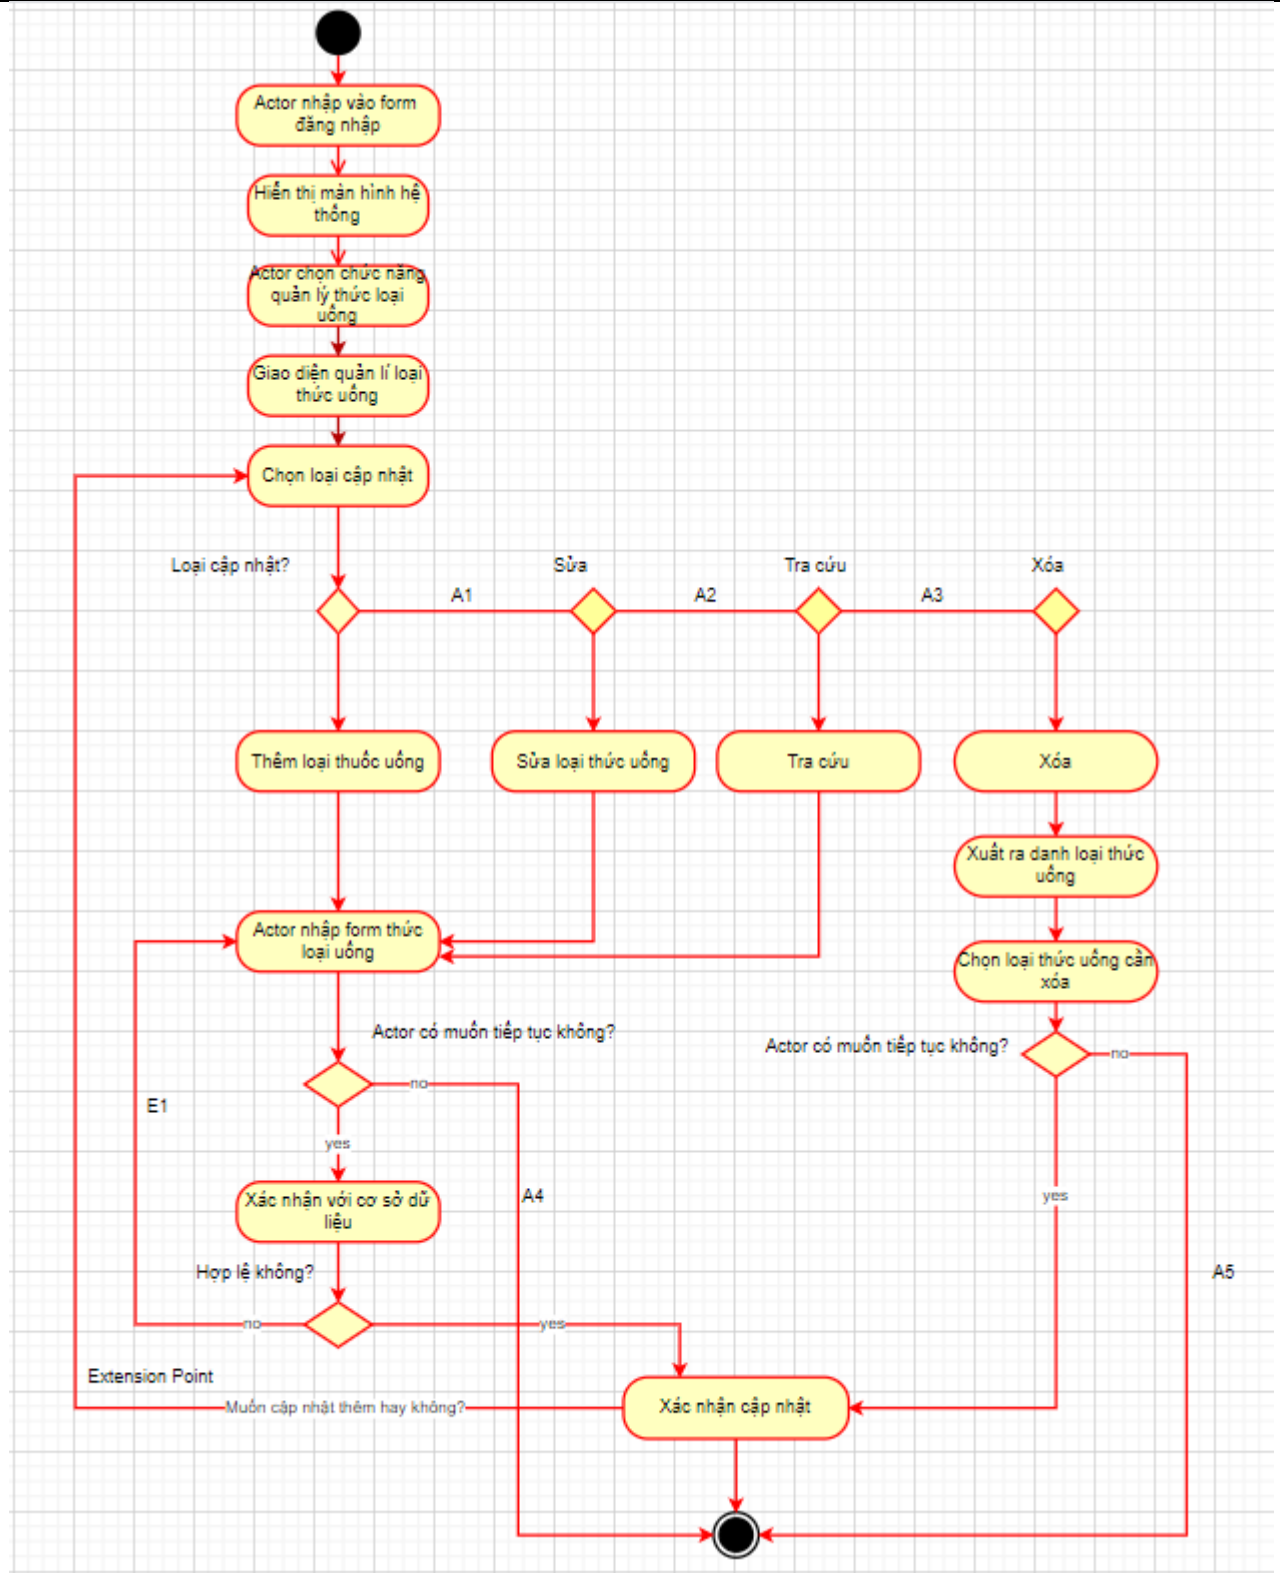 Actor nhập vào form
đăng nhập
Hiển thị màn hình hệ
thống
Actor chọn chức năng
quản lý thức loại
uống
Giao diện quản lí loại
thức uống
Chọn loại cập nhật
Loại cập nhật?
Sửa
Tra cứu
Xóa
A1
A2
A3
Thêm loại thuốc uống
Sửa loại thức uống
Tra cứu
Xóa
Xuất ra danh loại thức
uống
Actor nhập form thức
loại uống
Chọn loại thức uống cần
xóa
Actor có muốn tiếp tục không?
Actor có muốn tiếp tục không?
no
no
E1
yes
Xác nhận với cơ sở dữ
liệu
A4
yes
Hợp lệ không?
A5
no
yes
Extension Point
Muốn cập nhật thêm hay không?
Xác nhận cập nhật